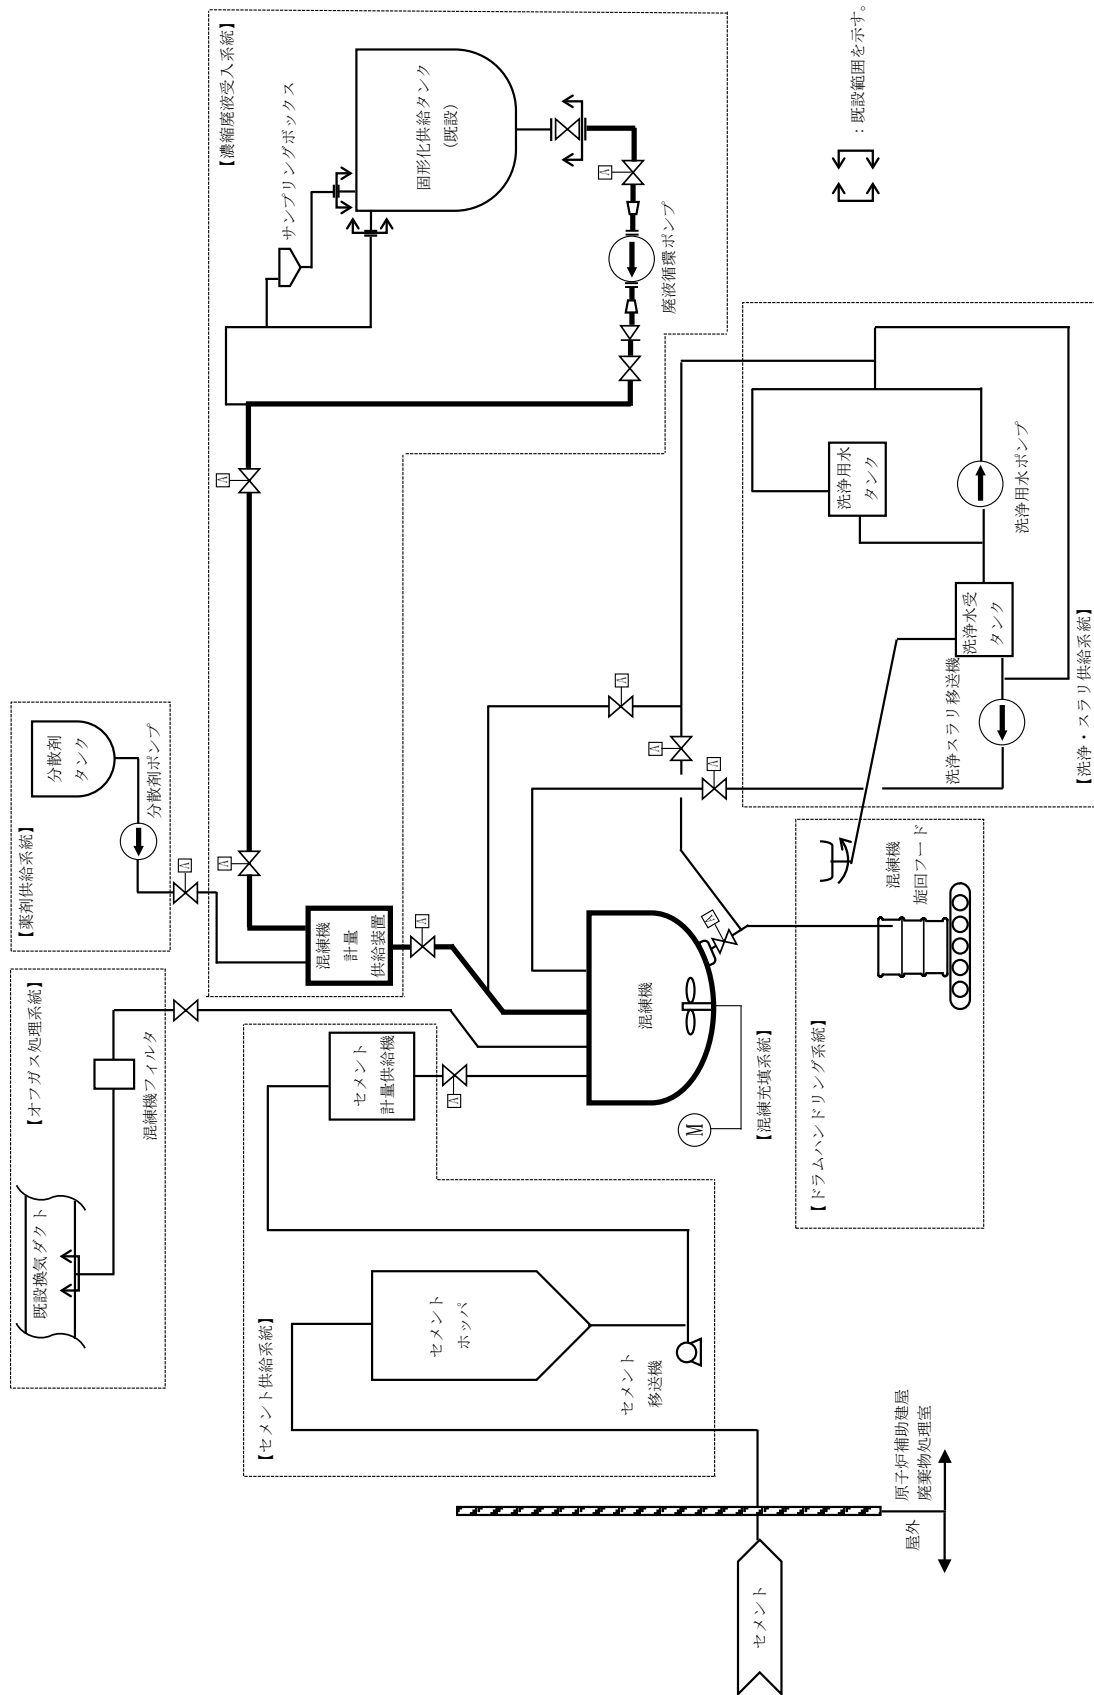 【オフガス処理系統】
既設換気ダクト
混練機フィルタ
【薬剤供給系統】
分散剤
タンク
分散剤ポンプ
A
【濃縮廃液受入系統】
サンプリングボックス
固形化供給タンク
(既設)
A
廃液循環ポンプ
A
A
混練機
計量
供給装置
A
【セメント供給系統】
セメント
計量供給機
A
セメント
ホッパ
セメント
移送機
セメント
屋外
原子炉補助建屋
廃棄物処理室
混練機
M
A
【混練充填系統】
A
A
A
【ドラムハンドリング系統】
混練機
旋回フード
【洗浄・スラリ供給系統】
洗浄スラリ移送機
洗浄水受
タンク
洗浄用水
タンク
洗浄用水ポンプ
：既設範囲を示す。